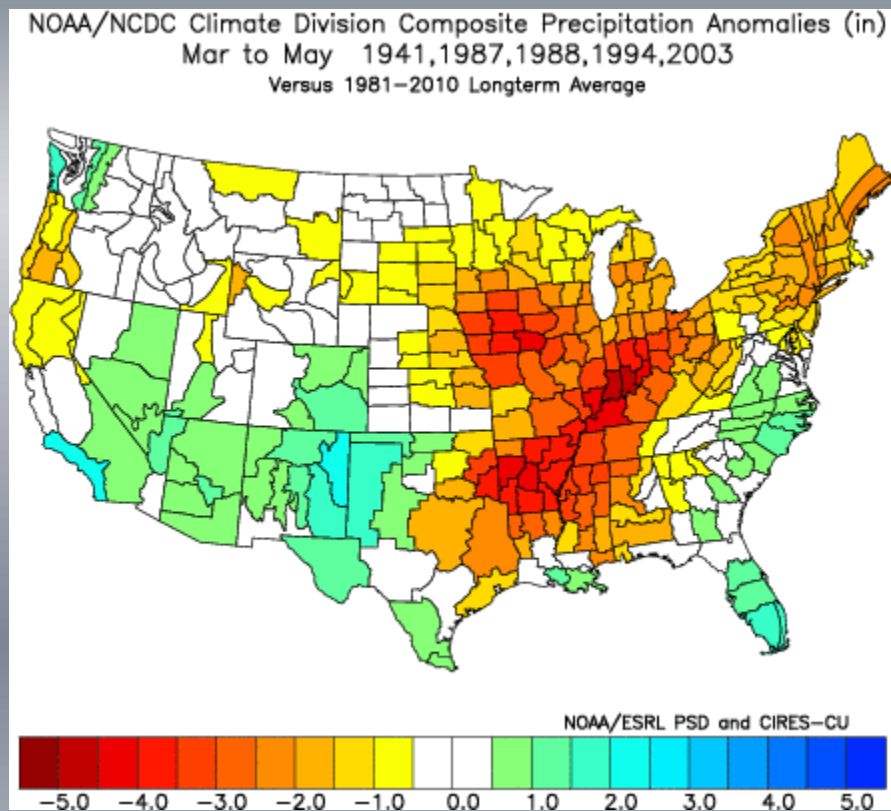 NOAA/NCDC Climate Division Composite Precipitation Anomalies (in)
Mar to May 1941,1987,1988,1994,2003
Versus 1981-2010 Longterm Average
NOAA/ESRL PSD and CIRES-CU
-5.0 -4.0 -3.0 -2.0 -1.0 0.0 1.0 2.0 3.0 4.0 5.0